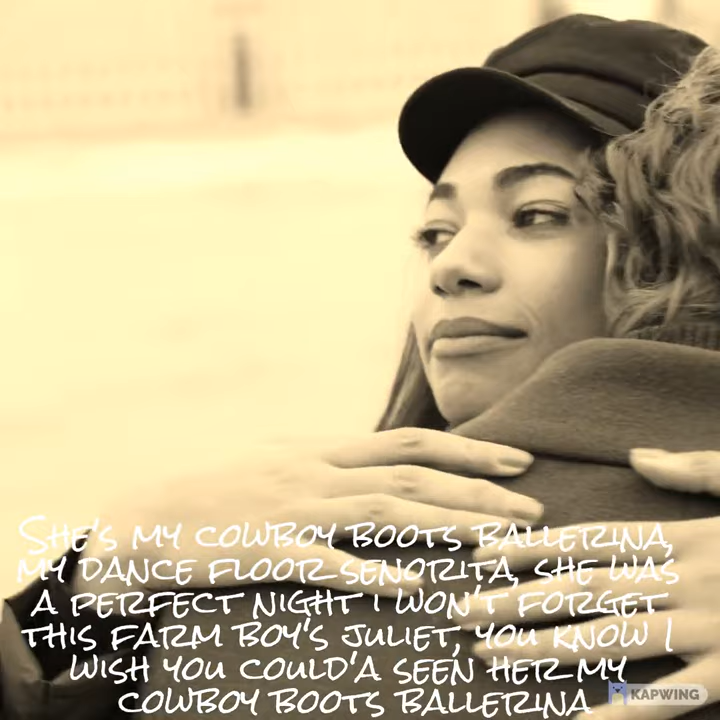 She's my cowboy boots ballerina,
my dance floor senorita, she was
a perfect night i won't forget
this farm boy's juliet, you know I
wish you could'a seen her my
cowboy boots ballerina
KAPWING